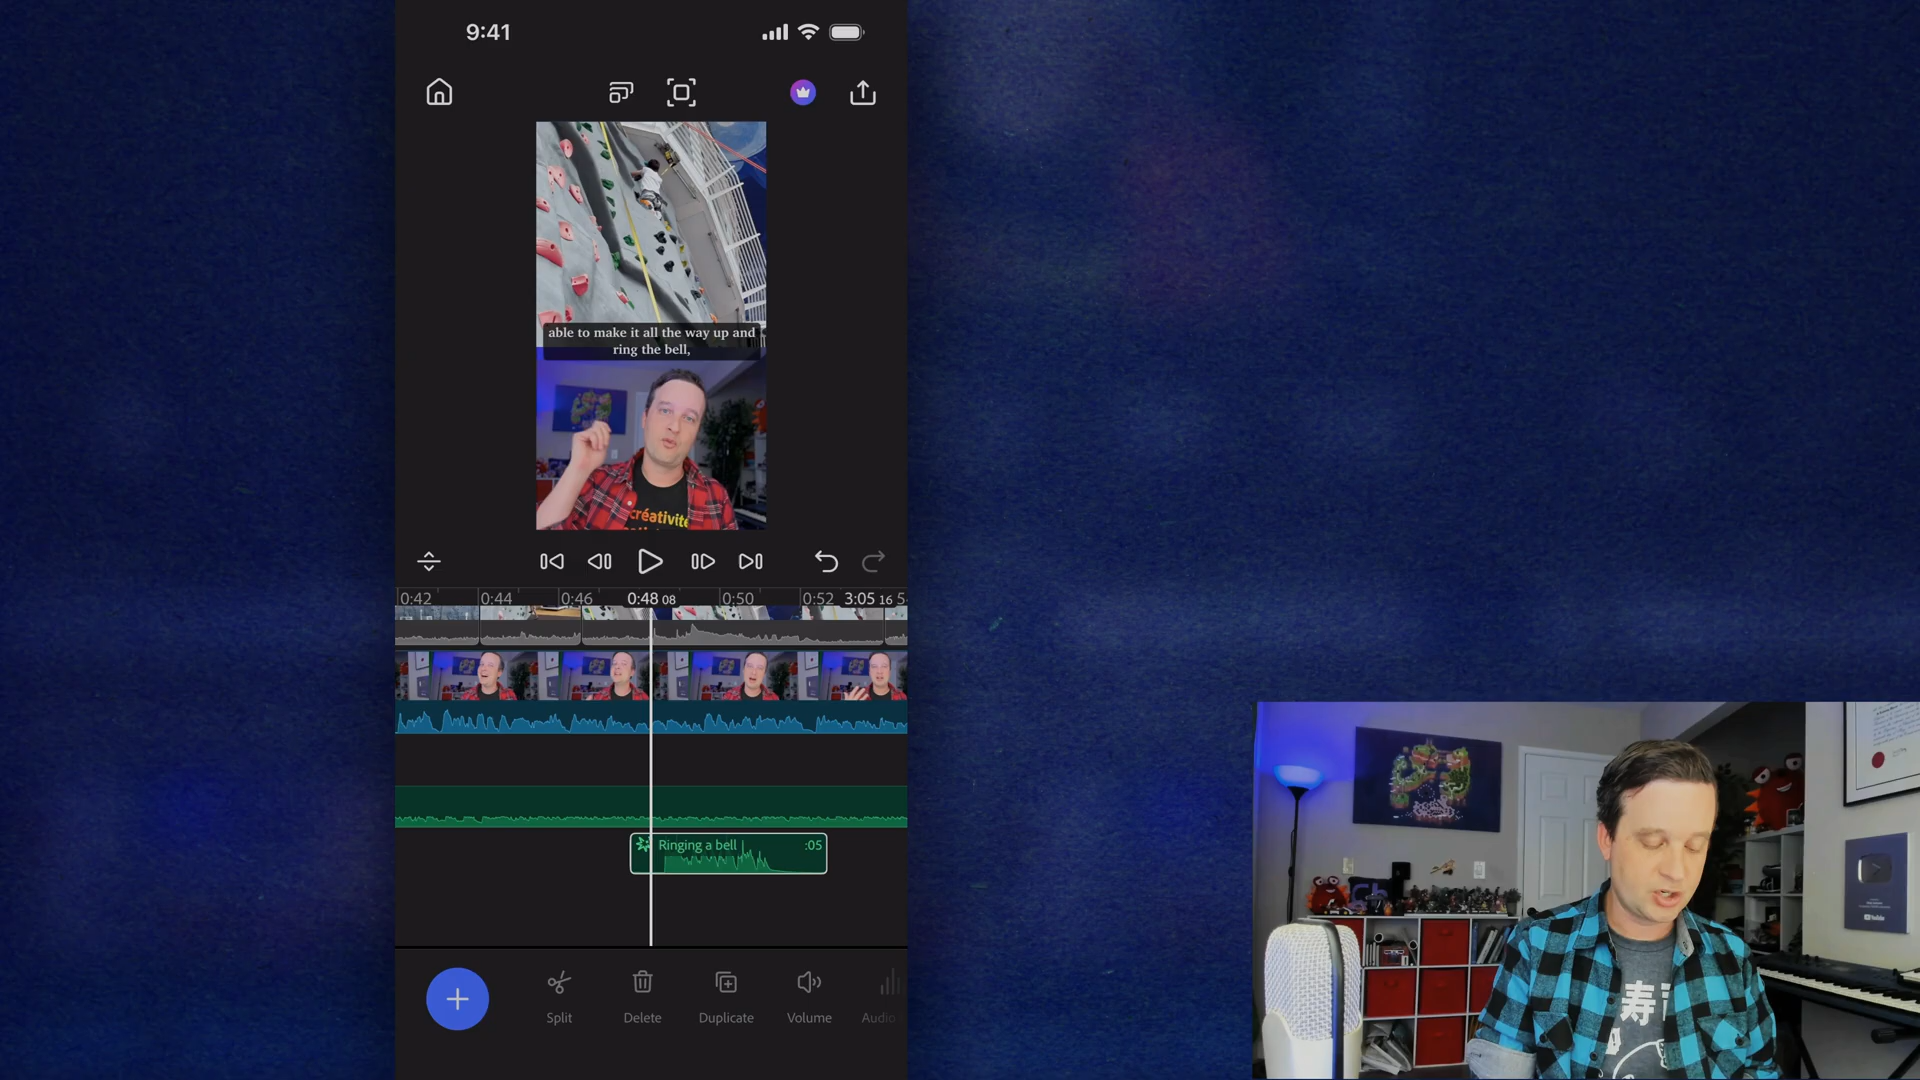 9:41
able to make it all the way up and
ring the bell,
créativité
0:42 0:44 0:46 0:48 08 0:50 0:52 3:05 16
Ringing a bell :05
Split Delete Duplicate Volume Audio
寿
YouTube